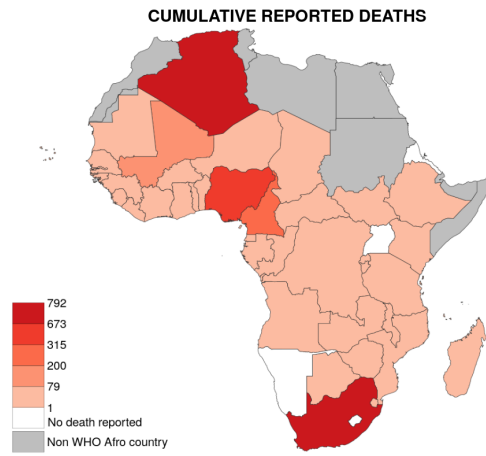 CUMULATIVE REPORTED DEATHS
792
673
315
200
79
1
No death reported
Non WHO Afro country